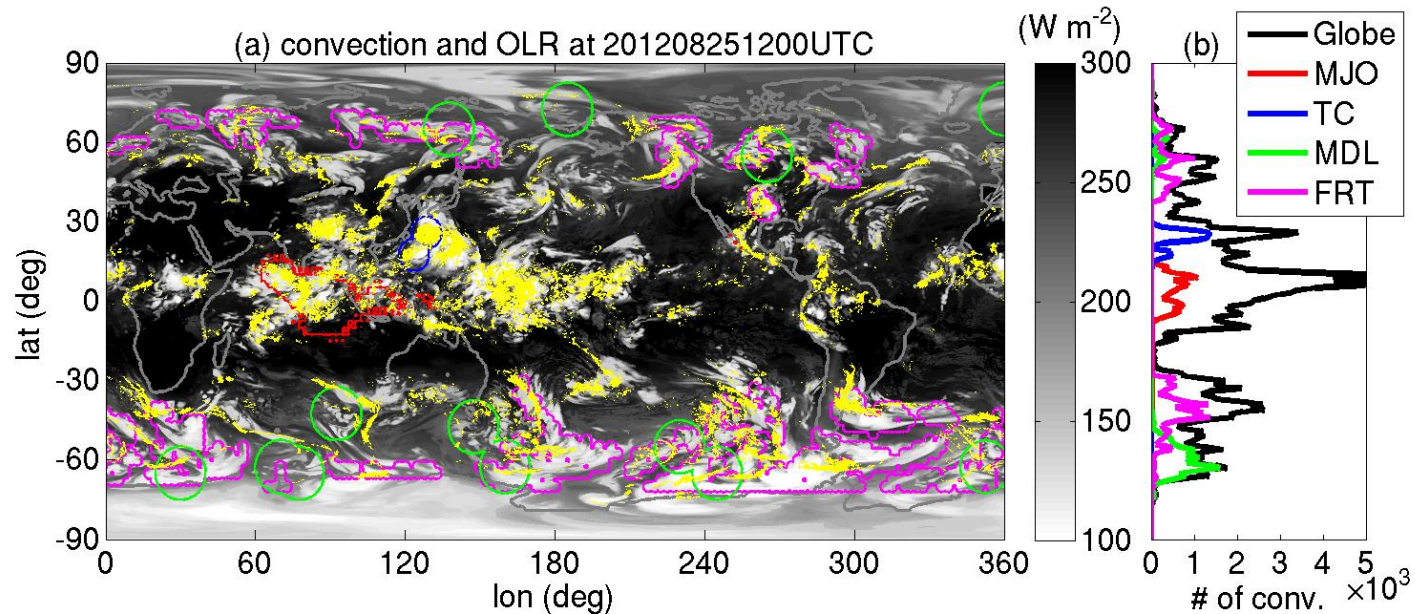 (a) convection and OLR at 201208251200UTC
(W m-2)
(b)
Globe
MJO
TC
MDL
FRT
90
60
30
0
-30
-60
-90
lat (deg)
0
60
120
180
240
300
360
lon (deg)
300
250
200
150
100
0
1
2
3
4
5
×10³
# of conv.